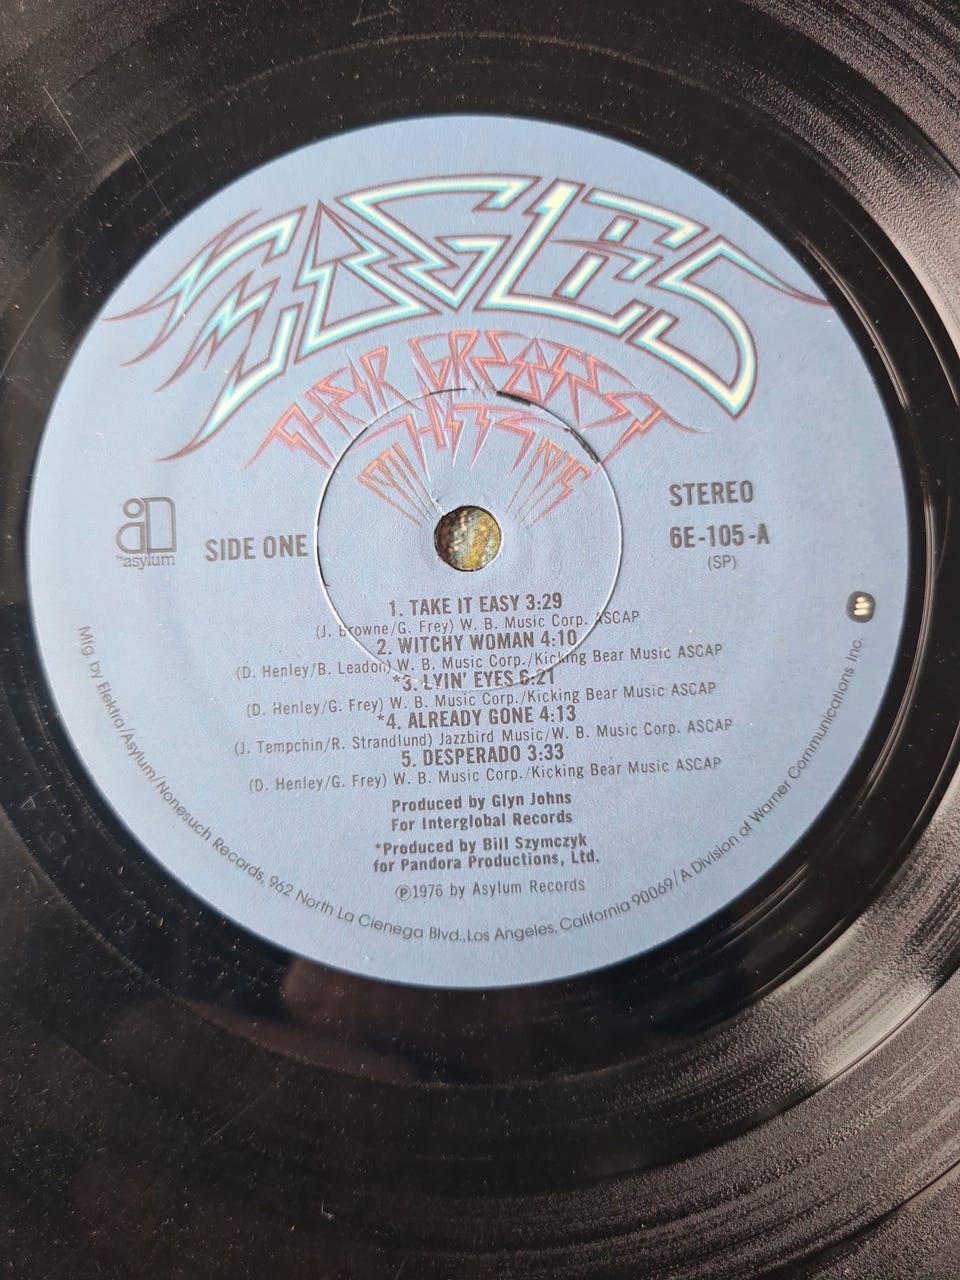 EAGLES
THEIR GREATEST
HITS
VOLUME ONE
asylum
SIDE ONE
STEREO
6E-105-A
(SP)
1. TAKE IT EASY 3:29
(J. Browne/G. Frey) W. B. Music Corp. ASCAP
2. WITCHY WOMAN 4:10
(D. Henley/B. Leadon) W. B. Music Corp./Kicking Bear Music ASCAP
*3. LYIN' EYES 6:21
(D. Henley/G. Frey) W. B. Music Corp./Kicking Bear Music ASCAP
*4. ALREADY GONE 4:13
(J. Tempchin/R. Strandlund) Jazzbird Music/W. B. Music Corp. ASCAP
5. DESPERADO 3:33
(D. Henley/G. Frey) W. B. Music Corp./Kicking Bear Music ASCAP
Produced by Glyn Johns
For Interglobal Records
*Produced by Bill Szymczyk
for Pandora Productions, Ltd.
℗1976 by Asylum Records
Mfg by Elektra/Asylum/Nonesuch Records, 962 North La Cienega Blvd., Los Angeles, California 90069/A Division of Warner Communications Inc.